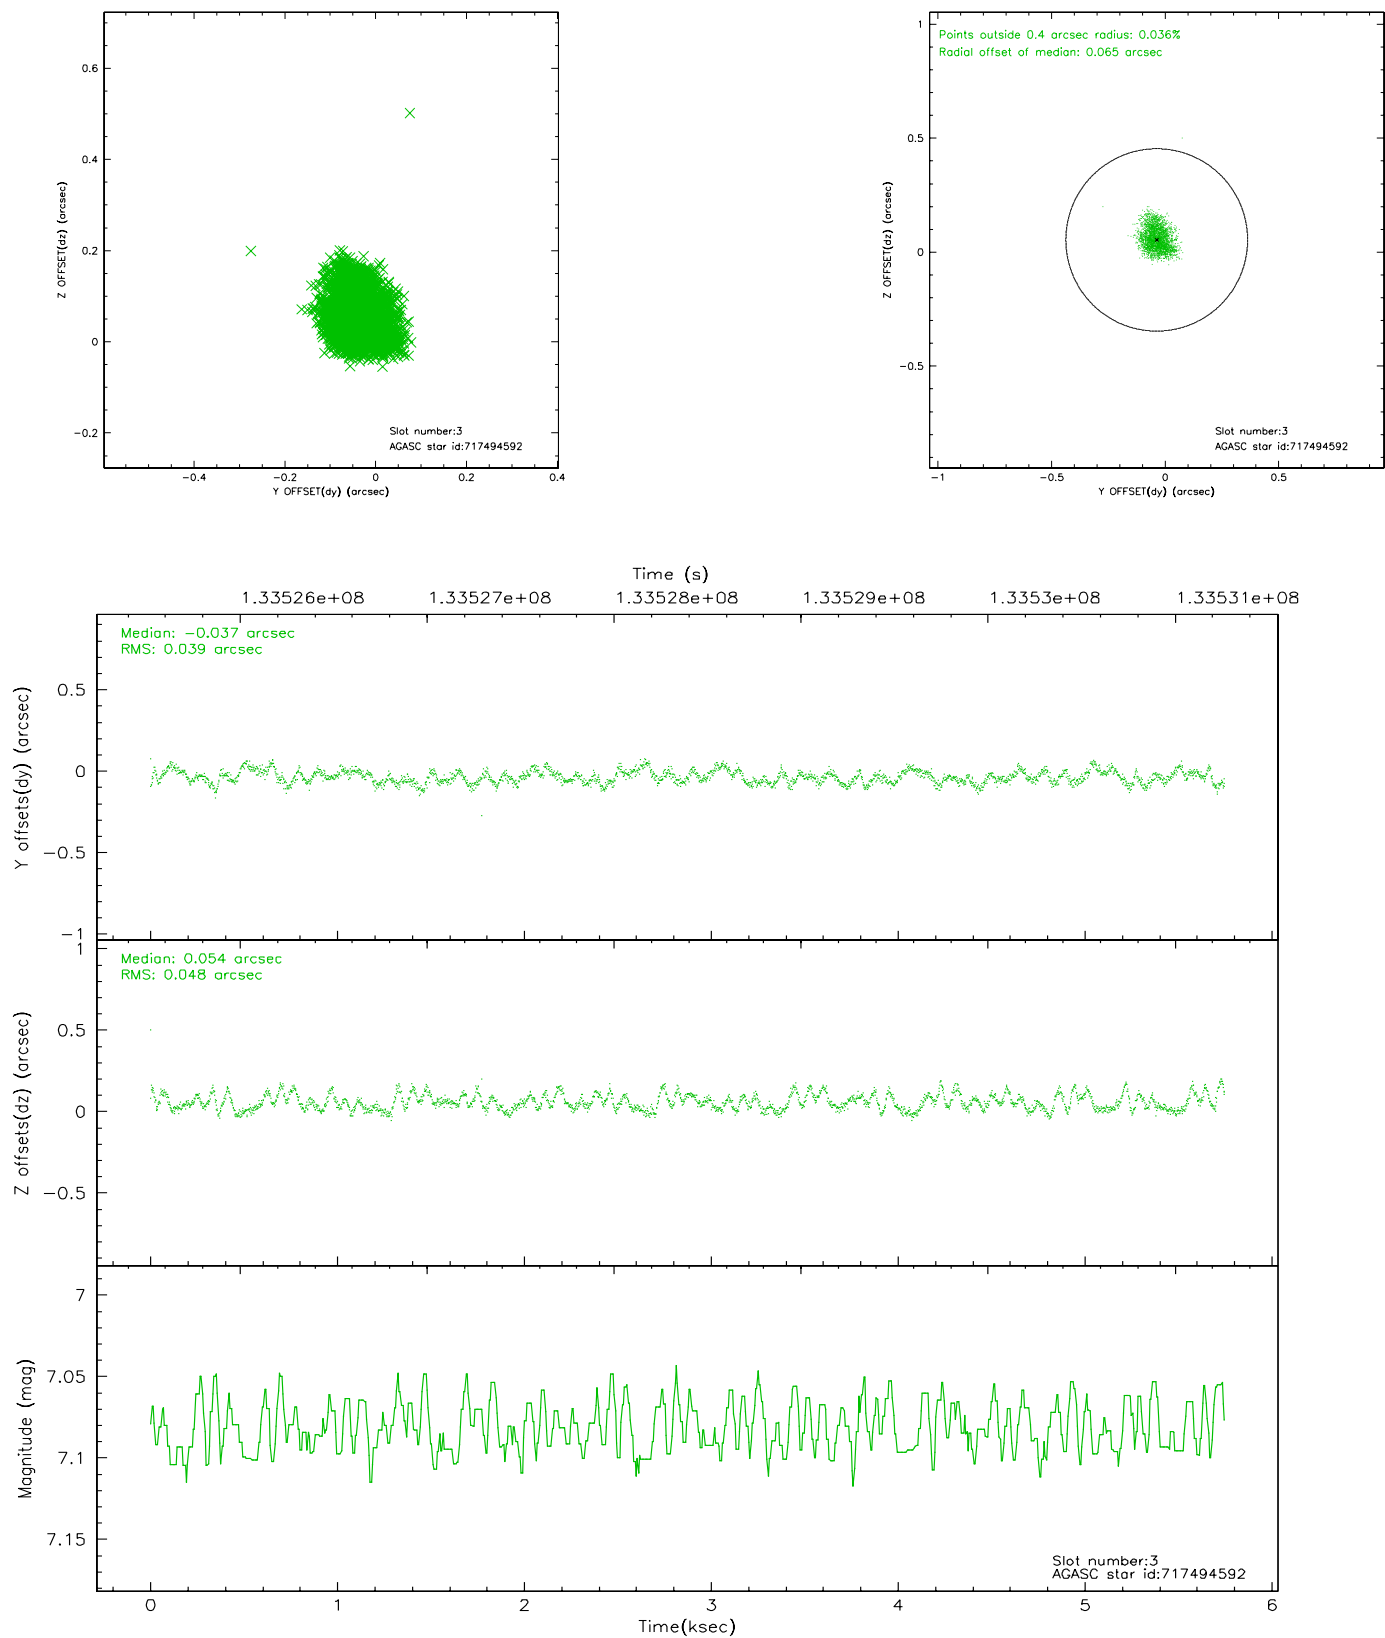 0.6
0.4
0.2
0
−0.2
Z OFFSET(dz) (arcsec)
Slot number:3
AGASC star id:717494592
−0.4 −0.2 0 0.2 0.4
Y OFFSET(dy) (arcsec)
Points outside 0.4 arcsec radius: 0.036%
Radial offset of median: 0.065 arcsec
1
0.5
0
−0.5
Z OFFSET(dz) (arcsec)
Slot number:3
AGASC star id:717494592
−1 −0.5 0 0.5
Y OFFSET(dy) (arcsec)
Time (s)
1.33526e+08 1.33527e+08 1.33528e+08 1.33529e+08 1.3353e+08 1.33531e+08
Median: −0.037 arcsec
RMS: 0.039 arcsec
0.5
0
−0.5
−1
Y offsets(dy) (arcsec)
Median: 0.054 arcsec
RMS: 0.048 arcsec
1
0.5
0
−0.5
Z offsets(dz) (arcsec)
7
7.05
7.1
7.15
Magnitude (mag)
Slot number:3
AGASC star id:717494592
0 1 2 3 4 5 6
Time(ksec)